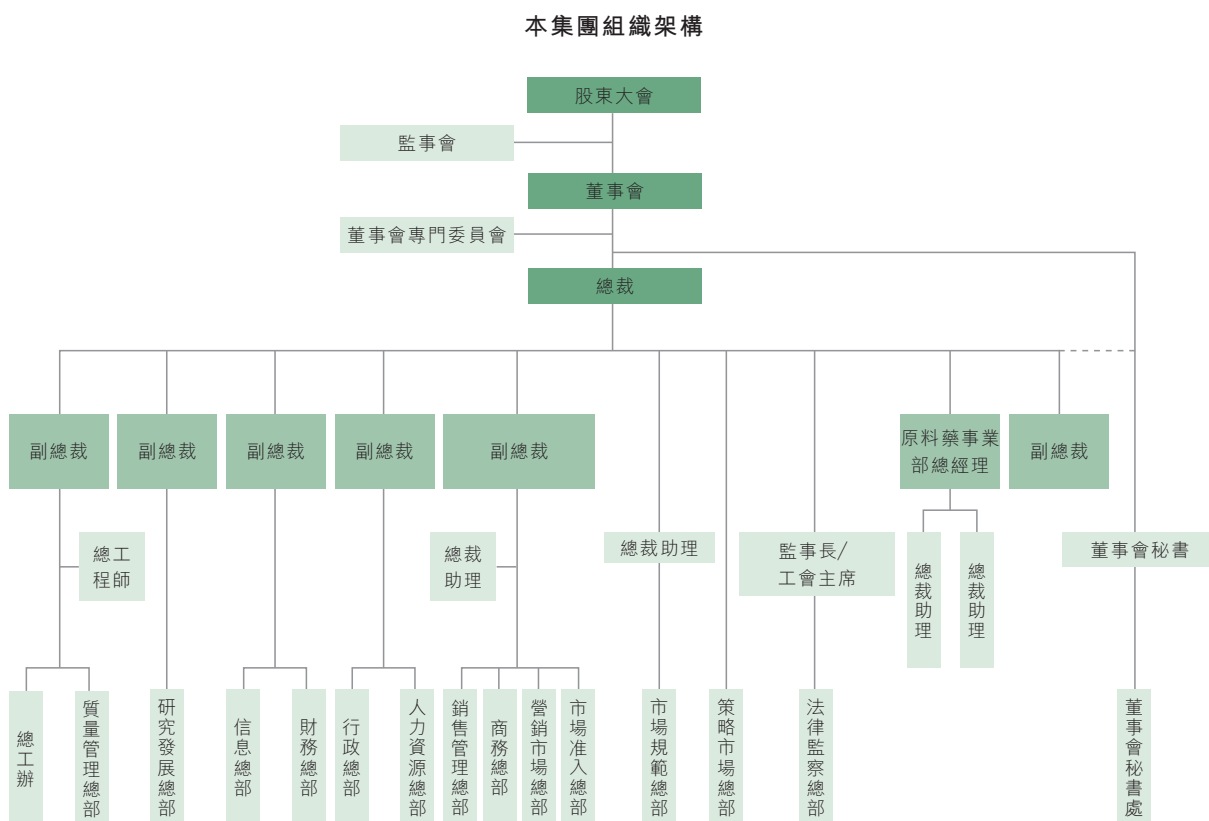 本集團組織架構
股東大會
監事會
董事會
董事會專門委員會
總裁
副總裁
副總裁
副總裁
副總裁
副總裁
原料藥事業
部總經理
副總裁
總工
程師
總裁
助理
總裁助理
監事長/
工會主席
總裁助理
總裁助理
董事會秘書
總工辦
質量管理總部
研究發展總部
信息總部
財務總部
行政總部
人力資源總部
銷售管理總部
商務總部
營銷市場總部
市場准入總部
市場規範總部
策略市場總部
法律監察總部
董事會秘書處